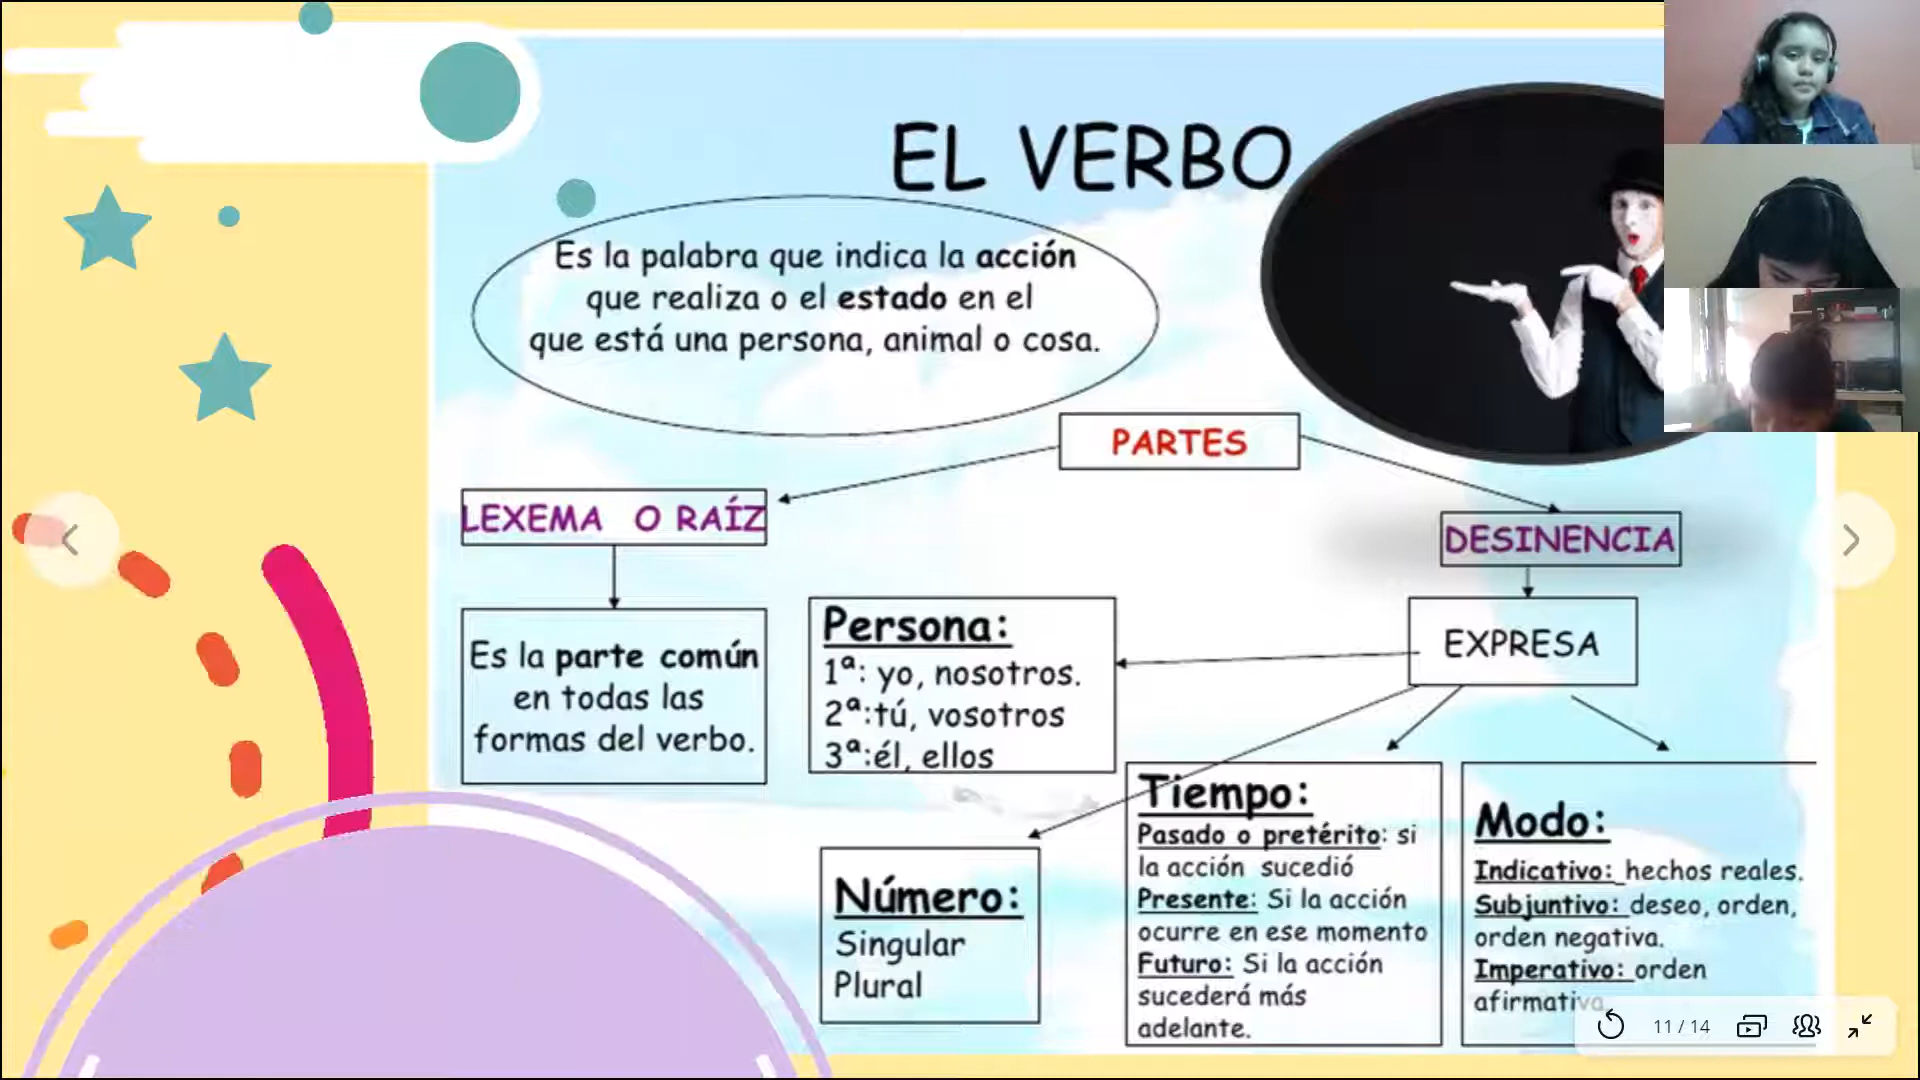 EL VERBO
Es la palabra que indica la acción
que realiza o el estado en el
que está una persona, animal o cosa.
PARTES
LEXEMA O RAÍZ
DESINENCIA
Es la parte común
en todas las
formas del verbo.
EXPRESA
Persona:
1ª: yo, nosotros.
2ª:tú, vosotros
3ª:él, ellos
Número:
Singular
Plural
Tiempo:
Pasado o pretérito: si
la acción sucedió
Presente: Si la acción
ocurre en ese momento
Futuro: Si la acción
sucederá más
adelante.
Modo:
Indicativo: hechos reales.
Subjuntivo: deseo, orden,
orden negativa.
Imperativo: orden
afirmativa.
11 / 14